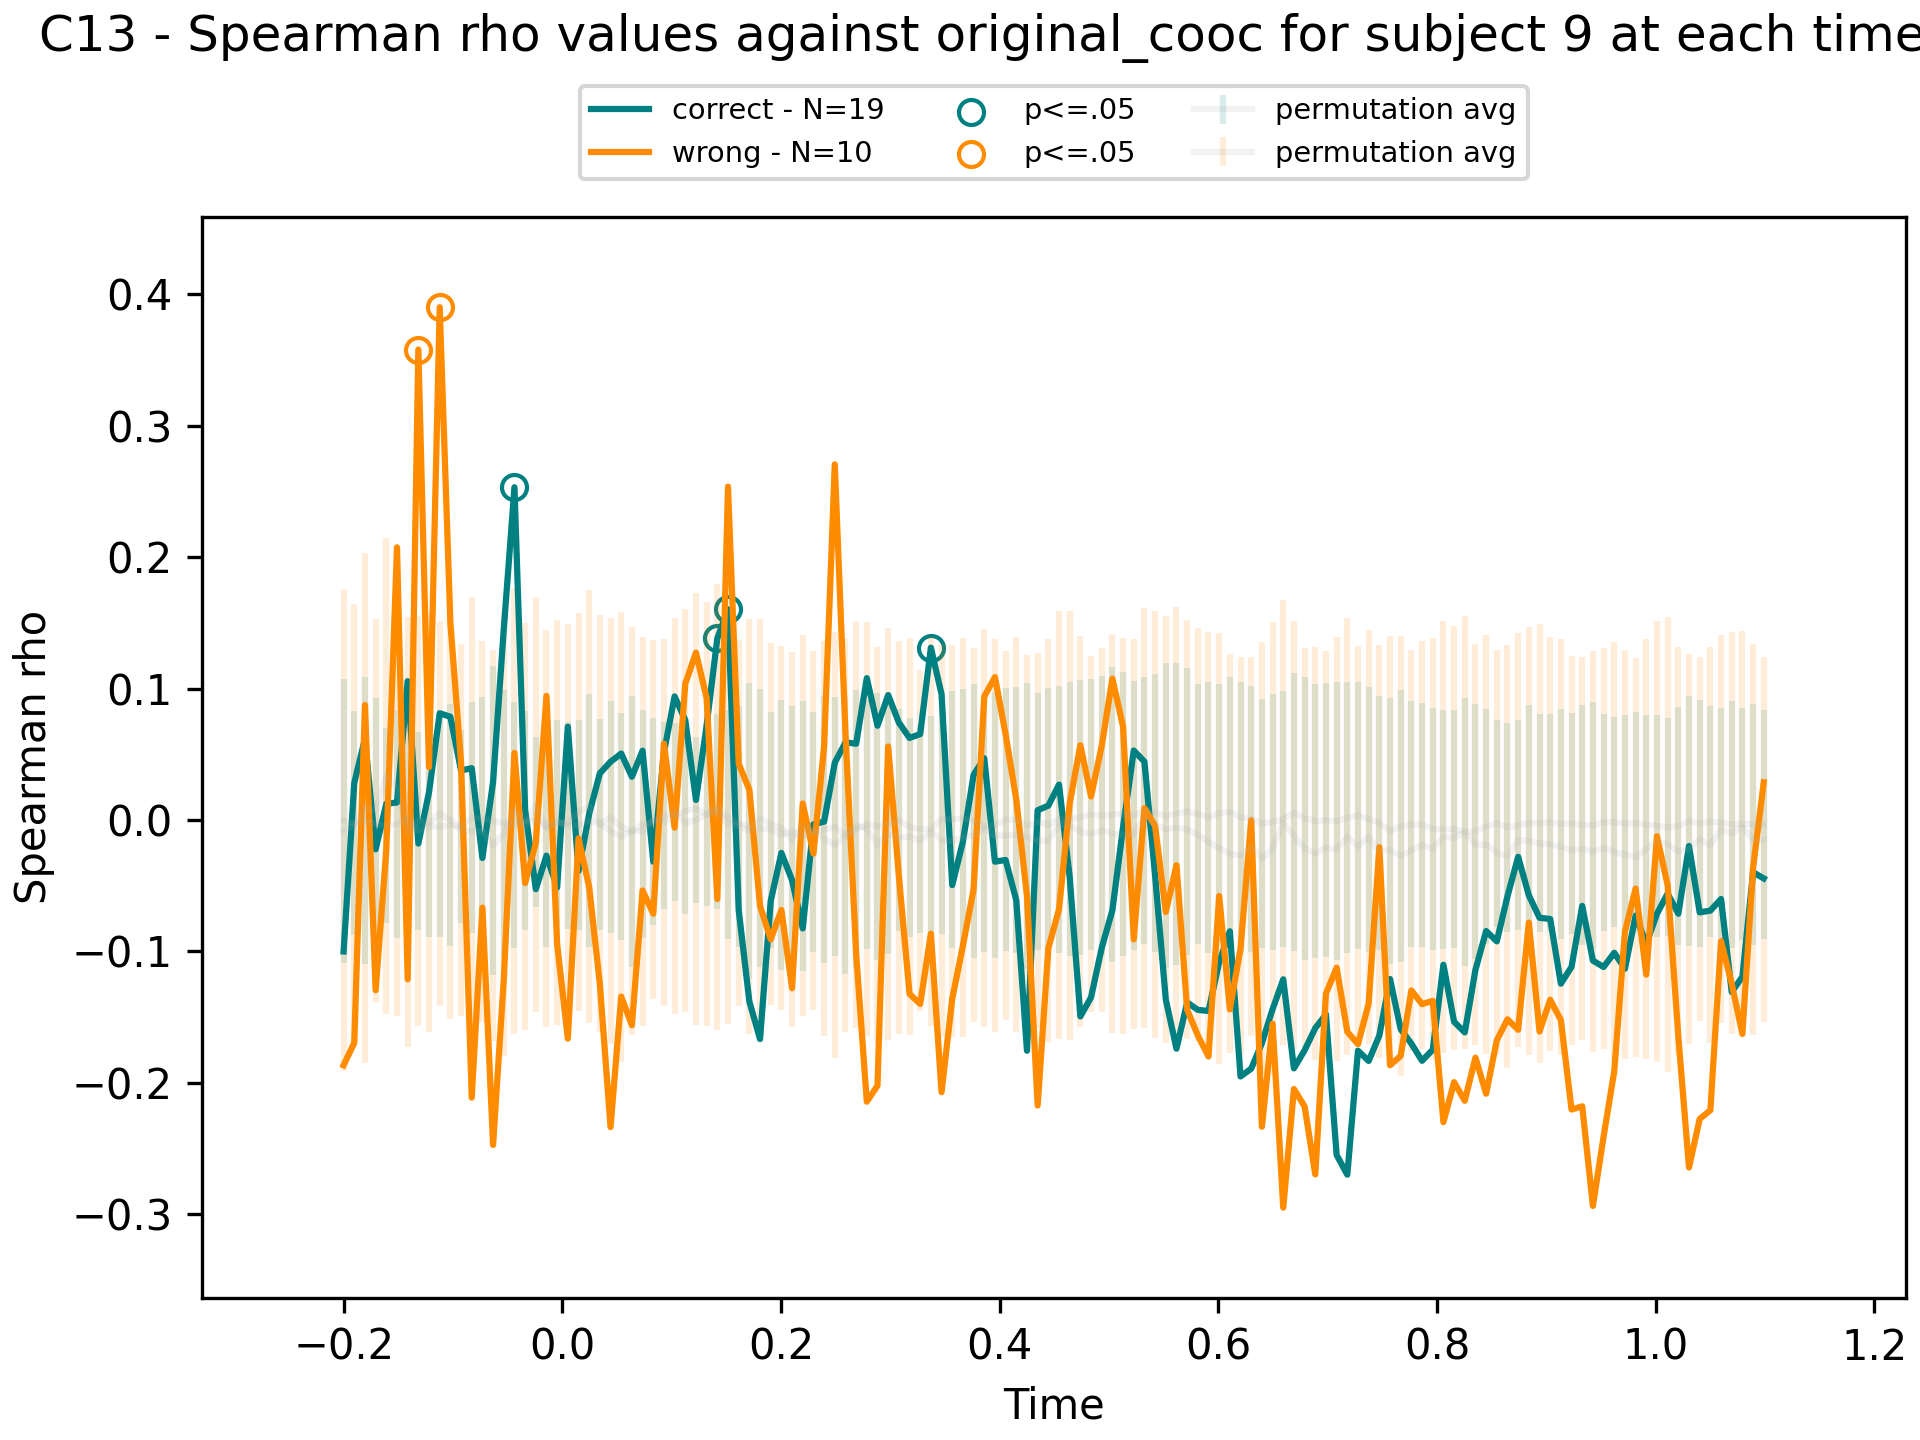 C13 - Spearman rho values against original_cooc for subject 9 at each time
correct - N=19 p<=.05 permutation avg
wrong - N=10 p<=.05 permutation avg
0.4
0.3
0.2
0.1
0.0
−0.1
−0.2
−0.3
Spearman rho
−0.2 0.0 0.2 0.4 0.6 0.8 1.0 1.2
Time